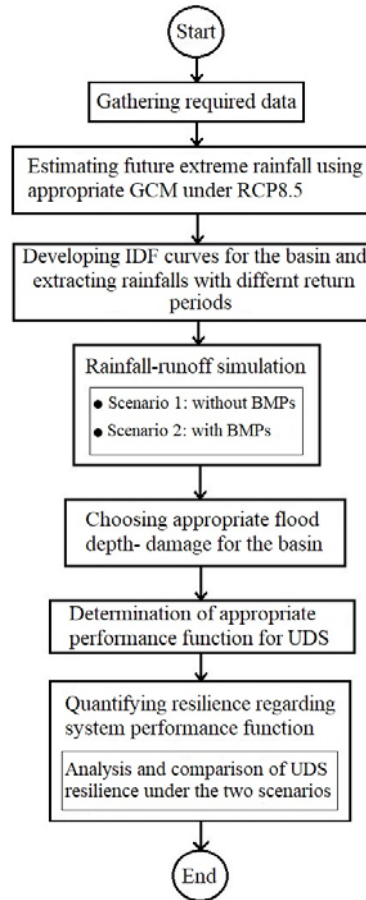 Start
Gathering required data
Estimating future extreme rainfall using
appropriate GCM under RCP8.5
Developing IDF curves for the basin and
extracting rainfalls with differnt return
periods
Rainfall-runoff simulation
● Scenario 1: without BMPs
● Scenario 2: with BMPs
Choosing appropriate flood
depth- damage for the basin
Determination of appropriate
performance function for UDS
Quantifying resilience regarding
system performance function
Analysis and comparison of UDS
resilience under the two scenarios
End